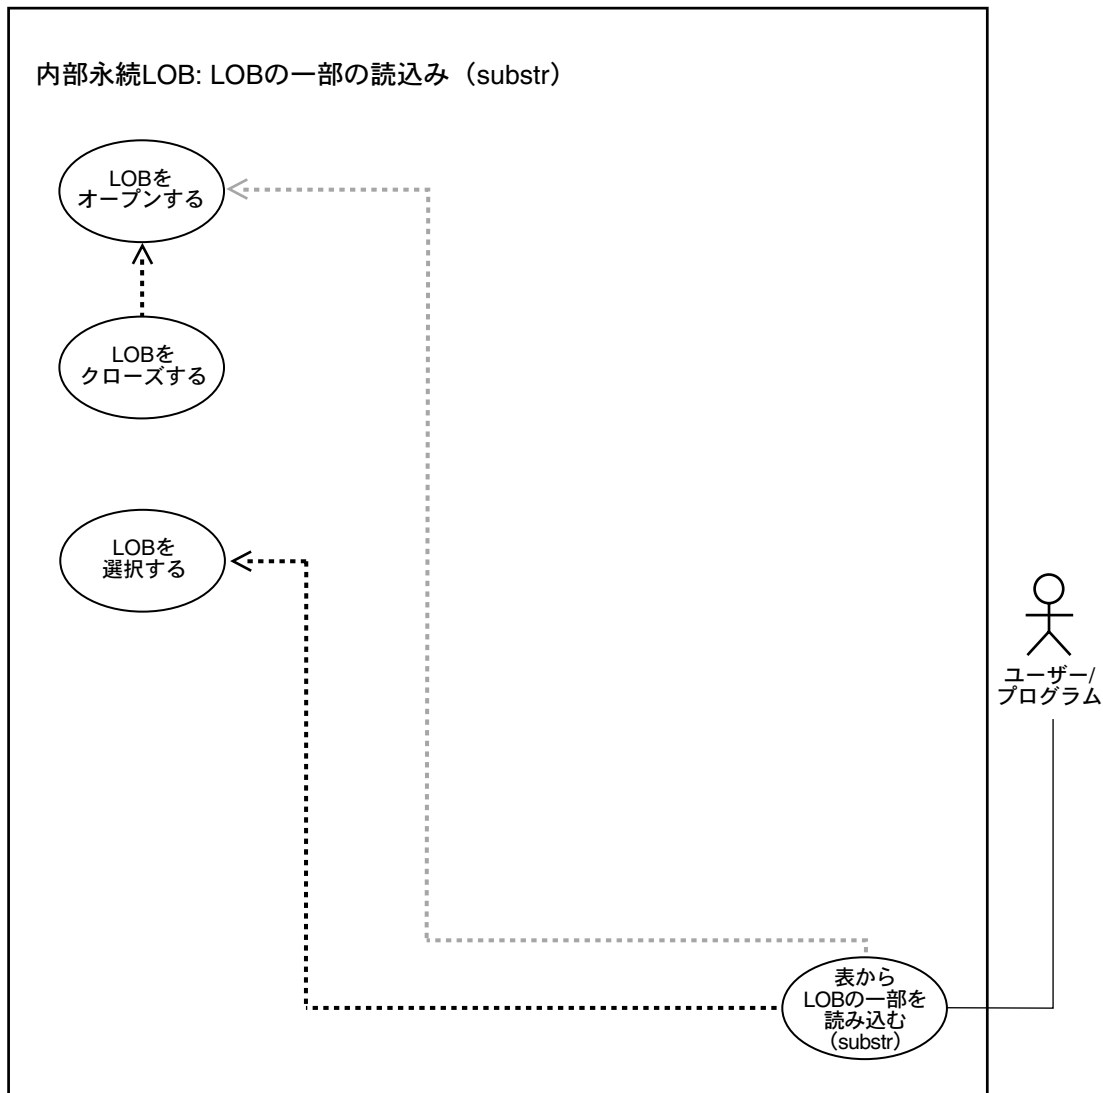 内部永続LOB: LOBの一部の読込み（substr）
LOBを
オープンする
LOBを
クローズする
LOBを
選択する
ユーザー/
プログラム
表から
LOBの一部を
読み込む
（substr）